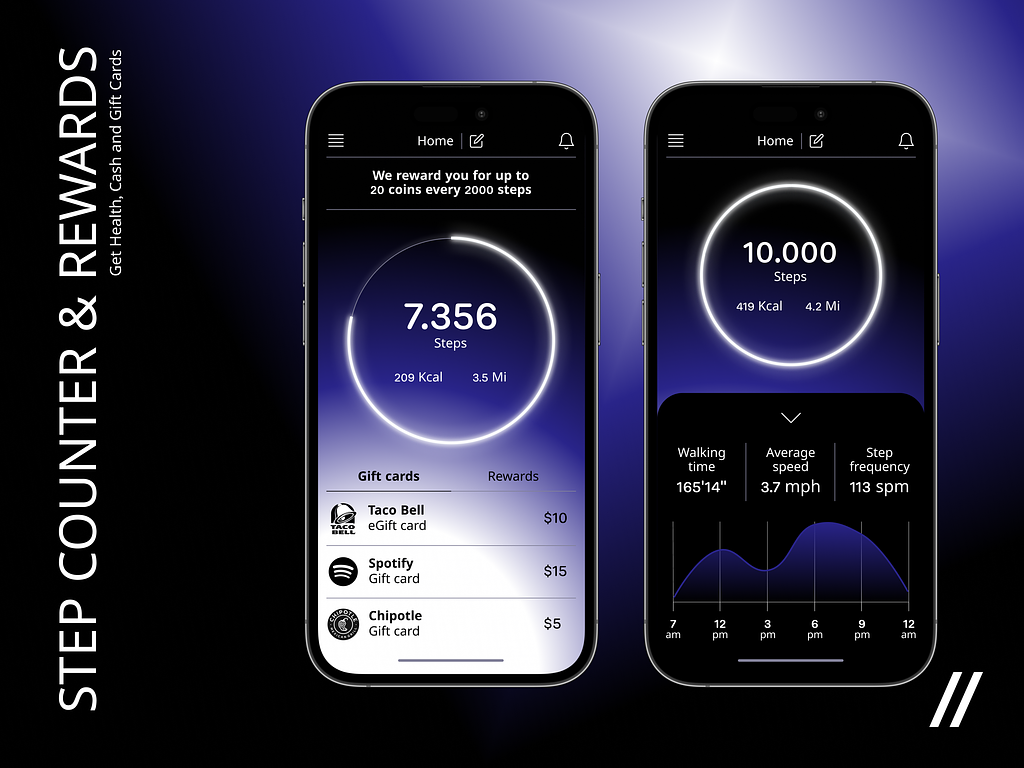 STEP COUNTER & REWARDS
Get Health, Cash and Gift Cards
Home
We reward you for up to
20 coins every 2000 steps
7.356
Steps
209 Kcal 3.5 Mi
Gift cards Rewards
TACO
BELL
Taco Bell
eGift card
$10
Spotify
Gift card
$15
CHIPOTLE
Chipotle
Gift card
$5
Home
10.000
Steps
419 Kcal 4.2 Mi
Walking
time
165'14"
Average
speed
3.7 mph
Step
frequency
113 spm
7 12 3 6 9 12
am pm pm pm pm am